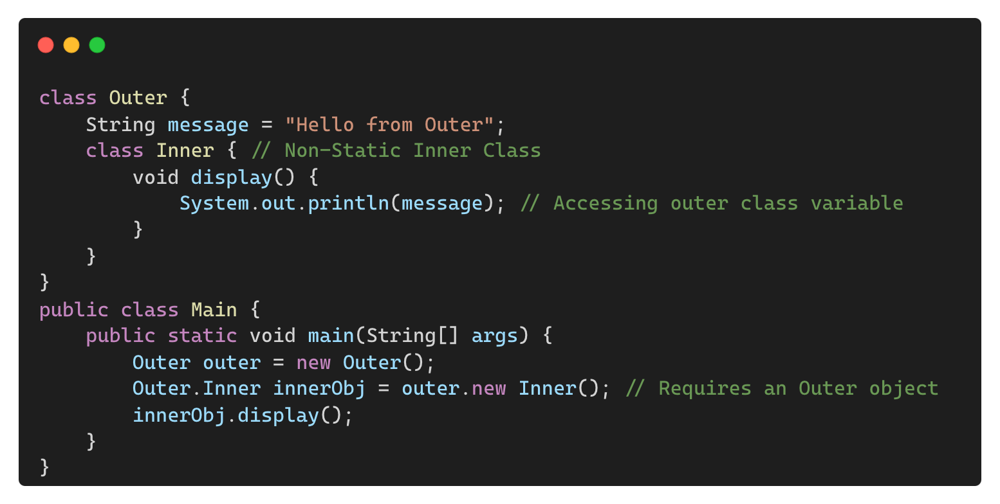 class Outer {
    String message = "Hello from Outer";
    class Inner { // Non-Static Inner Class
        void display() {
            System.out.println(message); // Accessing outer class variable
        }
    }
}
public class Main {
    public static void main(String[] args) {
        Outer outer = new Outer();
        Outer.Inner innerObj = outer.new Inner(); // Requires an Outer object
        innerObj.display();
    }
}